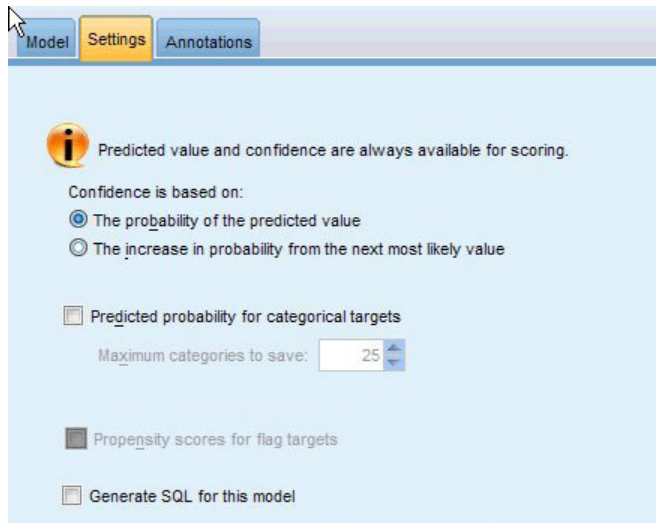 Model Settings Annotations
Predicted value and confidence are always available for scoring.
Confidence is based on:
The probability of the predicted value
The increase in probability from the next most likely value
Predicted probability for categorical targets
Maximum categories to save: 25
Propensity scores for flag targets
Generate SQL for this model